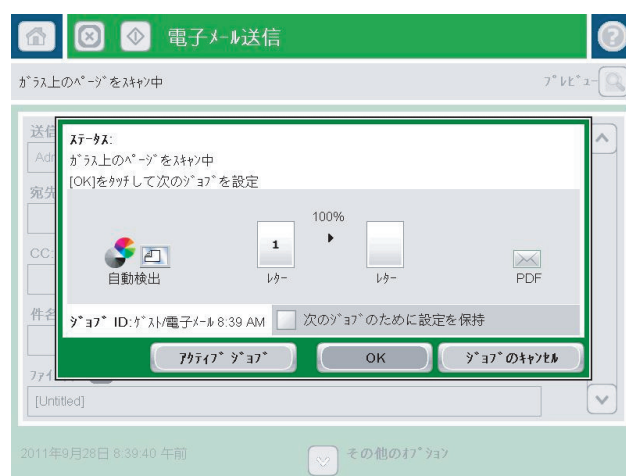 電子ﾒｰﾙ送信
ｶﾞﾗｽ上のﾍﾟｰｼﾞをｽｷｬﾝ中
ﾌﾟﾚﾋﾞｭｰ
送信
Adr
宛先
CC:
件名
ﾌｧｲ
[Untitled]
ｽﾃｰﾀｽ:
ｶﾞﾗｽ上のﾍﾟｰｼﾞをｽｷｬﾝ中
[OK]をﾀｯﾁして次のｼﾞｮﾌﾞを設定
100%
1
自動検出
ﾚﾀｰ
ﾚﾀｰ
PDF
ｼﾞｮﾌﾞ ID:ｹﾞｽﾄ/電子ﾒｰﾙ 8:39 AM
次のｼﾞｮﾌﾞのために設定を保持
ｱｸﾃｨﾌﾞ ｼﾞｮﾌﾞ
OK
ｼﾞｮﾌﾞのｷｬﾝｾﾙ
2011年9月28日 8:39:40 午前
その他のｵﾌﾟｼｮﾝ